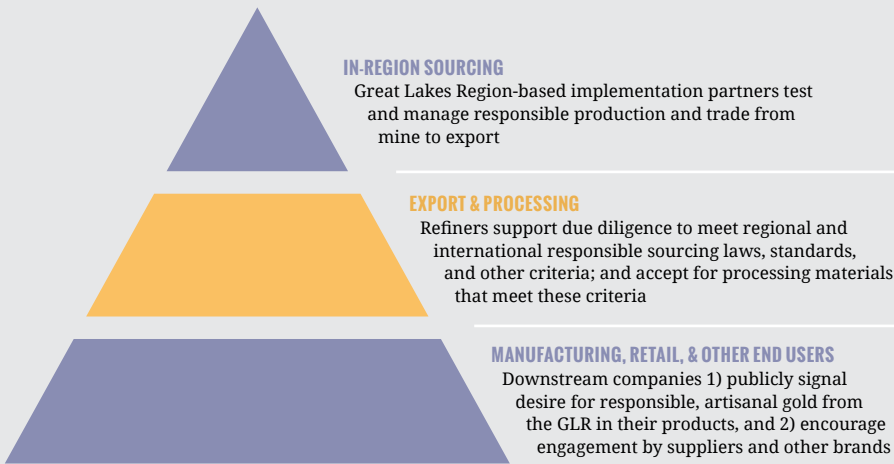 IN-REGION SOURCING
Great Lakes Region-based implementation partners test
and manage responsible production and trade from
mine to export
EXPORT & PROCESSING
Refiners support due diligence to meet regional and
international responsible sourcing laws, standards,
and other criteria; and accept for processing materials
that meet these criteria
MANUFACTURING, RETAIL, & OTHER END USERS
Downstream companies 1) publicly signal
desire for responsible, artisanal gold from
the GLR in their products, and 2) encourage
engagement by suppliers and other brands